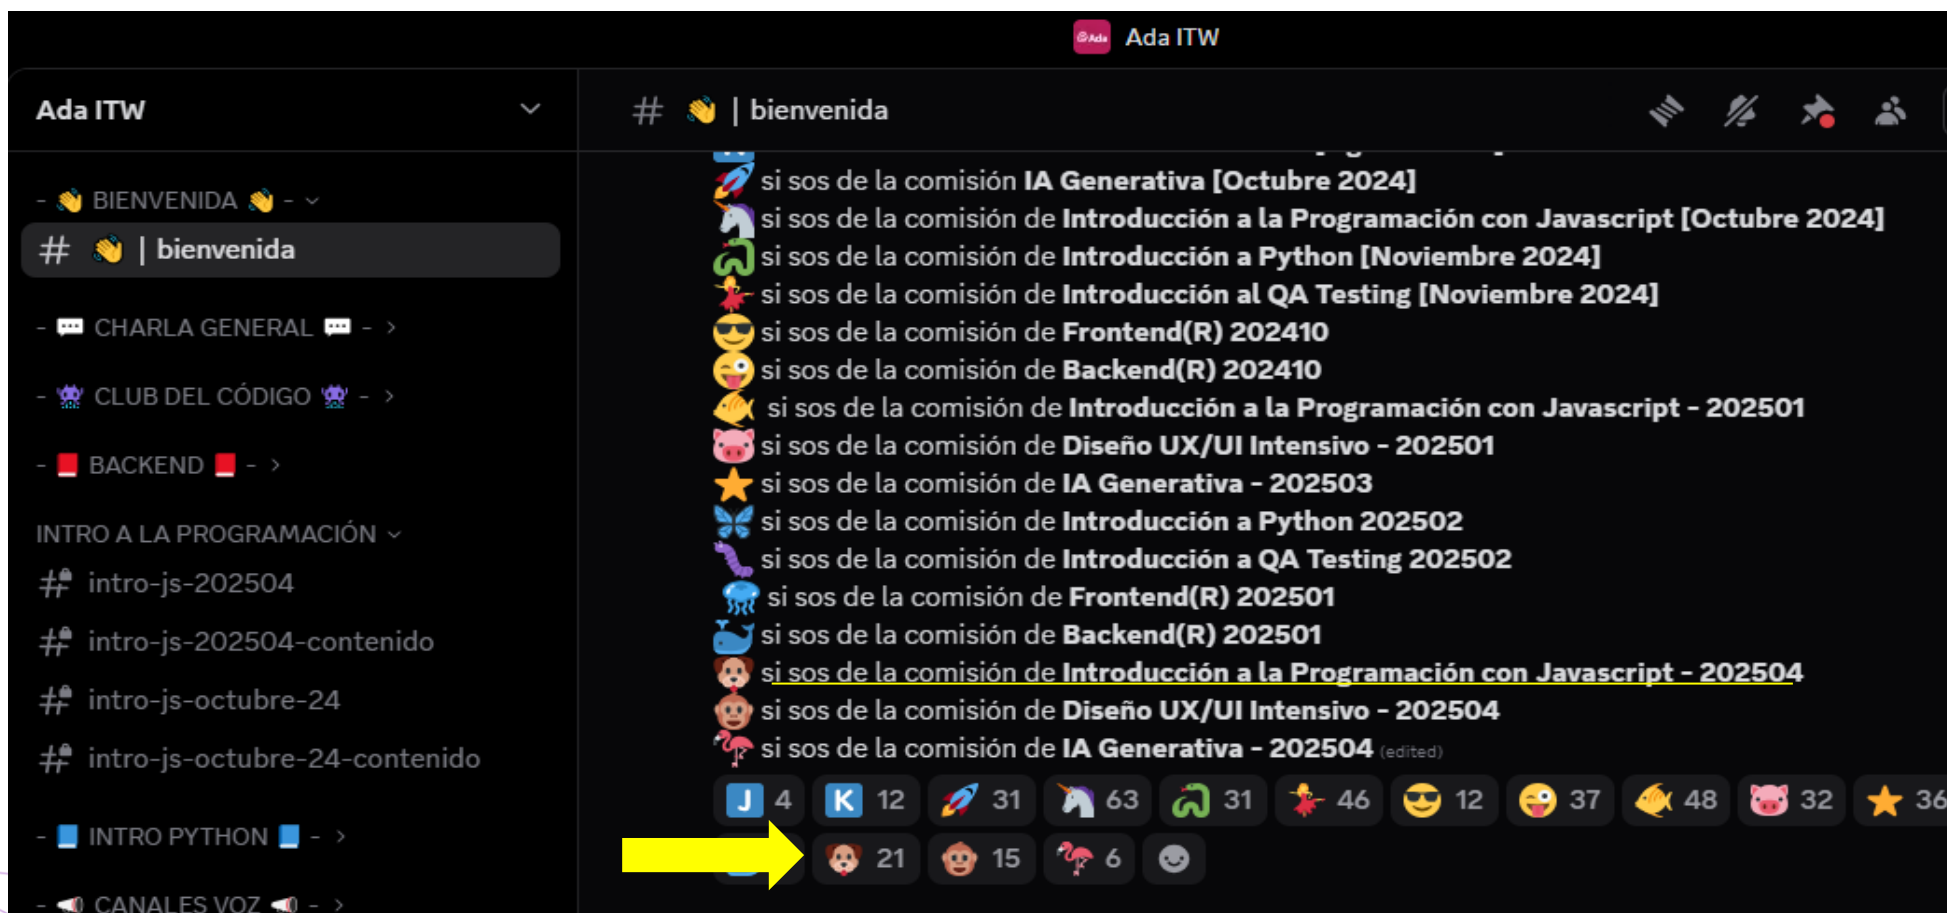 @Ada Ada ITW
Ada ITW
# 👋 | bienvenida
- 👋 BIENVENIDA 👋 -
# 👋 | bienvenida
- 💬 CHARLA GENERAL 💬 - >
- 👾 CLUB DEL CÓDIGO 👾 - >
- 📕 BACKEND 📕 - >
INTRO A LA PROGRAMACIÓN
# intro-js-202504
# intro-js-202504-contenido
# intro-js-octubre-24
# intro-js-octubre-24-contenido
- 📘 INTRO PYTHON 📘 - >
- 📢 CANALES VOZ 📢 - >
🚀 si sos de la comisión IA Generativa [Octubre 2024]
🦄 si sos de la comisión de Introducción a la Programación con Javascript [Octubre 2024]
🐍 si sos de la comisión de Introducción a Python [Noviembre 2024]
💃 si sos de la comisión de Introducción al QA Testing [Noviembre 2024]
😎 si sos de la comisión de Frontend(R) 202410
😜 si sos de la comisión de Backend(R) 202410
🐠 si sos de la comisión de Introducción a la Programación con Javascript - 202501
🐷 si sos de la comisión de Diseño UX/UI Intensivo - 202501
⭐ si sos de la comisión de IA Generativa - 202503
🦋 si sos de la comisión de Introducción a Python 202502
🐛 si sos de la comisión de Introducción a QA Testing 202502
🪼 si sos de la comisión de Frontend(R) 202501
🐳 si sos de la comisión de Backend(R) 202501
🐶 si sos de la comisión de Introducción a la Programación con Javascript - 202504
🐵 si sos de la comisión de Diseño UX/UI Intensivo - 202504
🦩 si sos de la comisión de IA Generativa - 202504 (edited)
J 4 K 12 🚀 31 🦄 63 🐍 31 💃 46 😎 12 😜 37 🐠 48 🐷 32 ⭐ 36
🐶 21 🐵 15 🦩 6